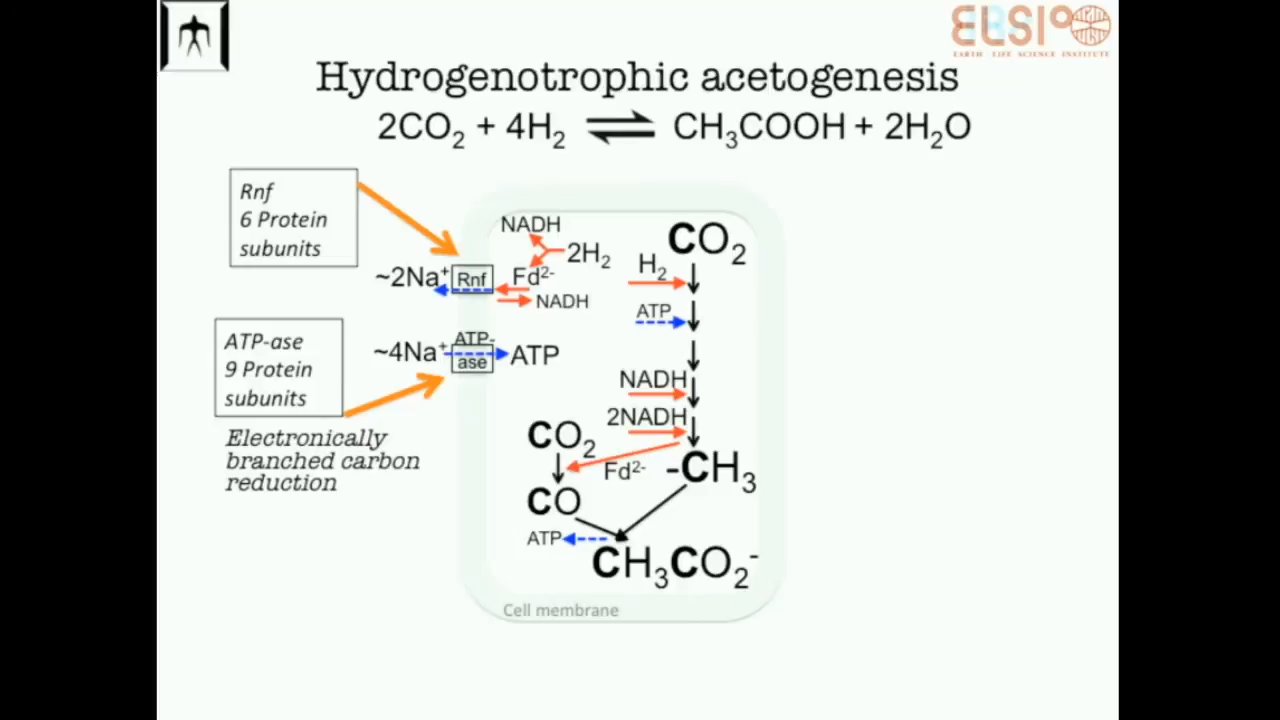 ELSI
EARTH - LIFE SCIENCE INSTITUTE
Hydrogenotrophic acetogenesis
2CO₂ + 4H₂ ⇌ CH₃COOH + 2H₂O
Rnf
6 Protein
subunits
NADH
2H₂
~2Na⁺
Rnf
Fd²⁻
NADH
ATP-ase
9 Protein
subunits
~4Na⁺
ATP-
ase
ATP
Electronically
branched carbon
reduction
CO₂
H₂
ATP
NADH
2NADH
CO₂
Fd²⁻
-CH₃
CO
ATP
CH₃CO₂⁻
Cell membrane